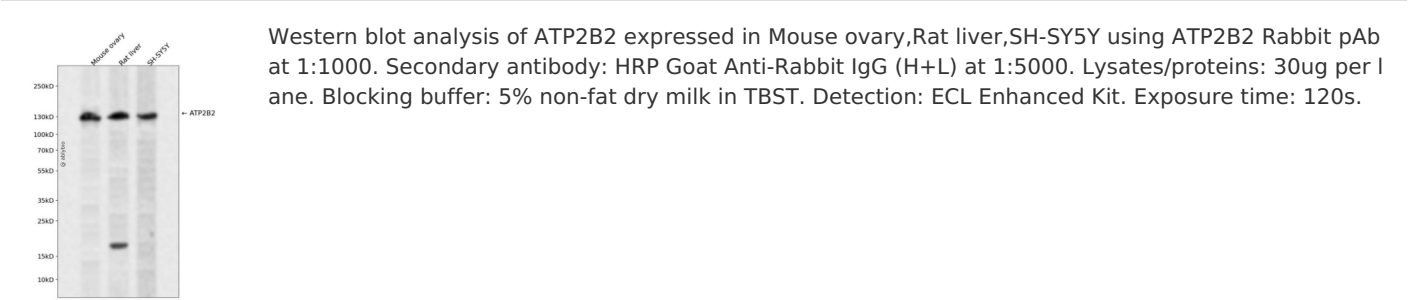 Mouse ovary
Rat liver
SH-SY5Y
250kD
130kD
← ATP2B2
100kD
70kD
55kD
35kD
25kD
15kD
10kD
@ abbybio
Western blot analysis of ATP2B2 expressed in Mouse ovary,Rat liver,SH-SY5Y using ATP2B2 Rabbit pAb
at 1:1000. Secondary antibody: HRP Goat Anti-Rabbit IgG (H+L) at 1:5000. Lysates/proteins: 30ug per l
ane. Blocking buffer: 5% non-fat dry milk in TBST. Detection: ECL Enhanced Kit. Exposure time: 120s.